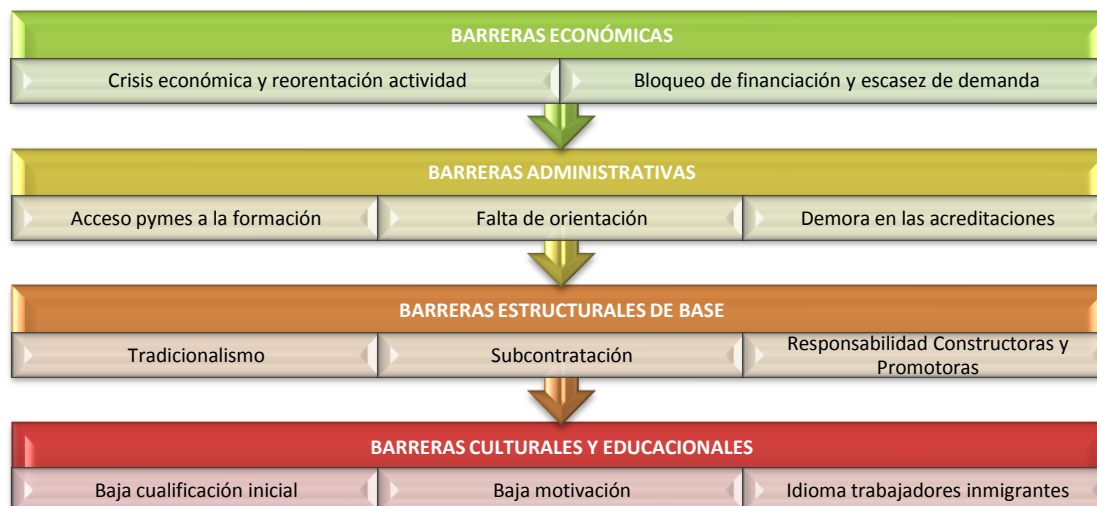 BARRERAS ECONÓMICAS
Crisis económica y reorentación actividad
Bloqueo de financiación y escasez de demanda
BARRERAS ADMINISTRATIVAS
Acceso pymes a la formación
Falta de orientación
Demora en las acreditaciones
BARRERAS ESTRUCTURALES DE BASE
Tradicionalismo
Subcontratación
Responsabilidad Constructoras y
Promotoras
BARRERAS CULTURALES Y EDUCACIONALES
Baja cualificación inicial
Baja motivación
Idioma trabajadores inmigrantes